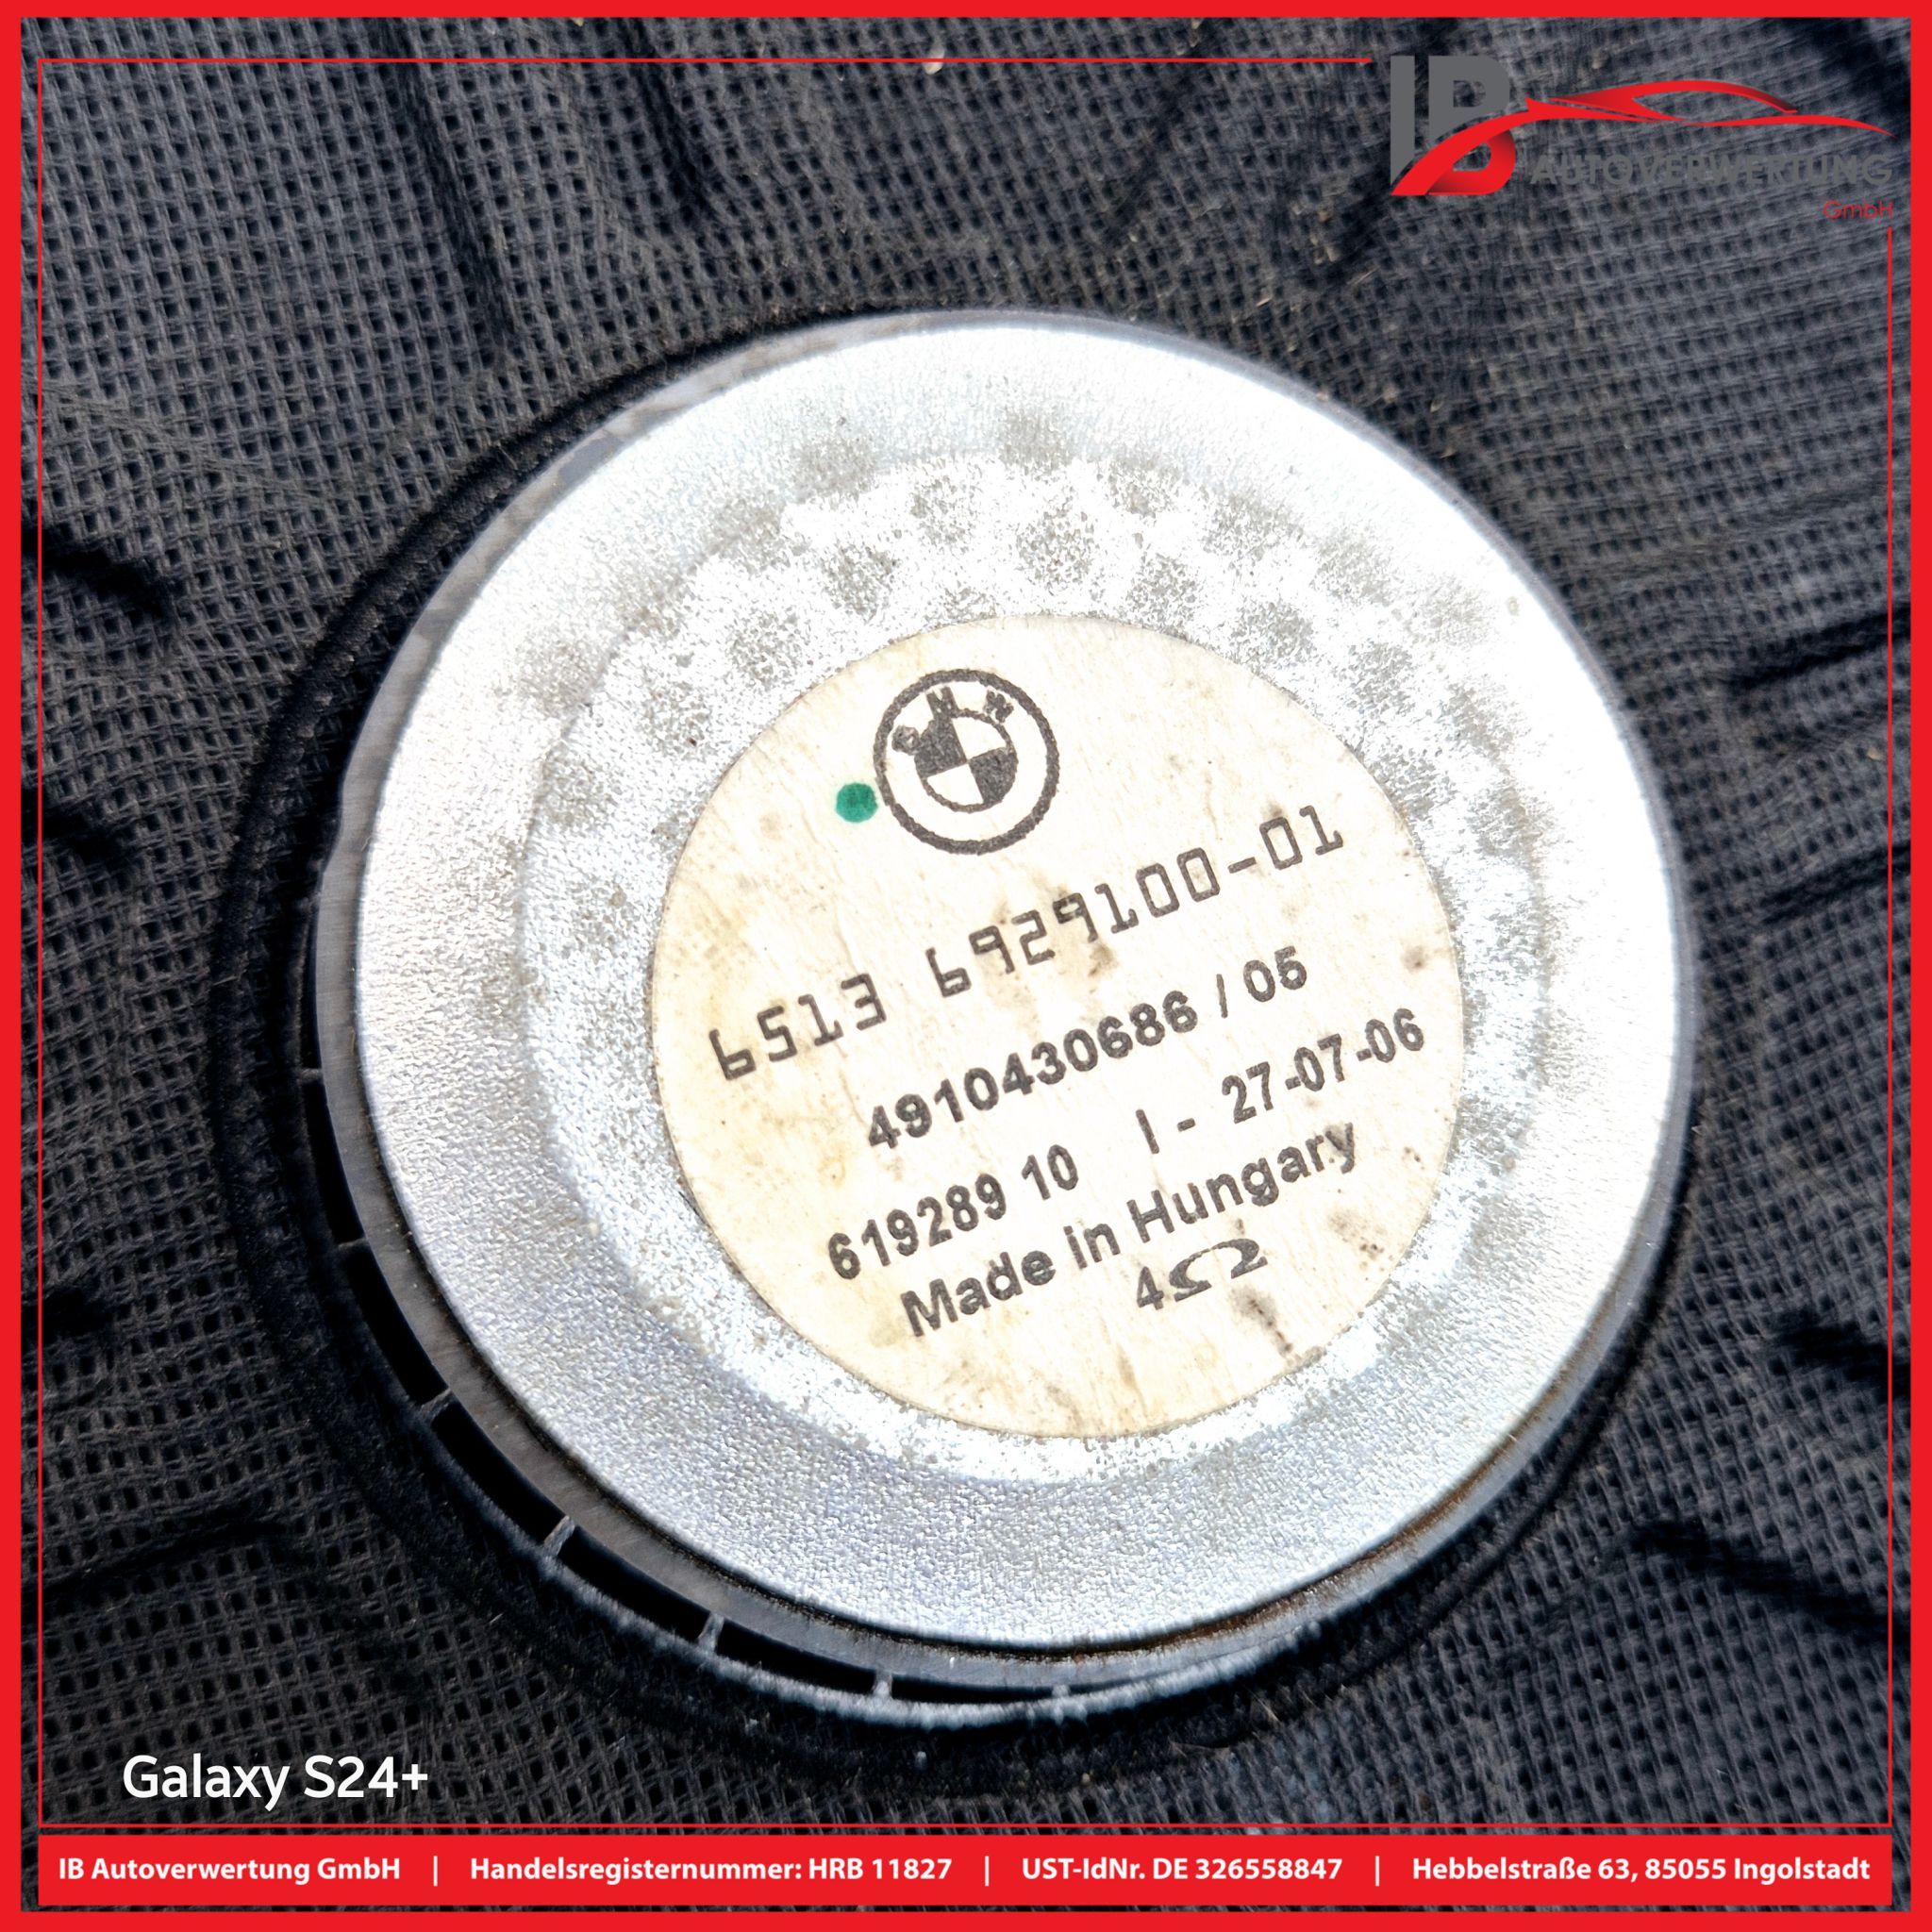 IB
AUTOVERWERTUNG
GmbH
BMW
6513 6929100-01
4910430686 / 05
619289 10 I - 27-07-06
Made in Hungary
4Ω
Galaxy S24+
IB Autoverwertung GmbH | Handelsregisternummer: HRB 11827 | UST-IdNr. DE 326558847 | Hebbelstraße 63, 85055 Ingolstadt